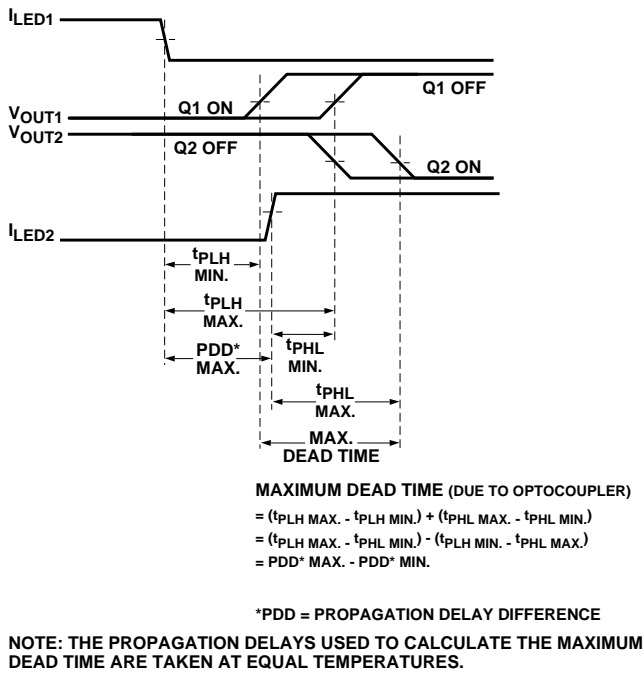 ILED1
Q1 OFF
Q1 ON
VOUT1
VOUT2
Q2 OFF
Q2 ON
ILED2
tPLH
MIN.
tPLH
MAX.
PDD*
MAX.
tPHL
MIN.
tPHL
MAX.
MAX.
DEAD TIME
MAXIMUM DEAD TIME (DUE TO OPTOCOUPLER)
= (tPLH MAX. - tPLH MIN.) + (tPHL MAX. - tPHL MIN.)
= (tPLH MAX. - tPHL MIN.) - (tPLH MIN. - tPHL MAX.)
= PDD* MAX. - PDD* MIN.
*PDD = PROPAGATION DELAY DIFFERENCE
NOTE: THE PROPAGATION DELAYS USED TO CALCULATE THE MAXIMUM
DEAD TIME ARE TAKEN AT EQUAL TEMPERATURES.